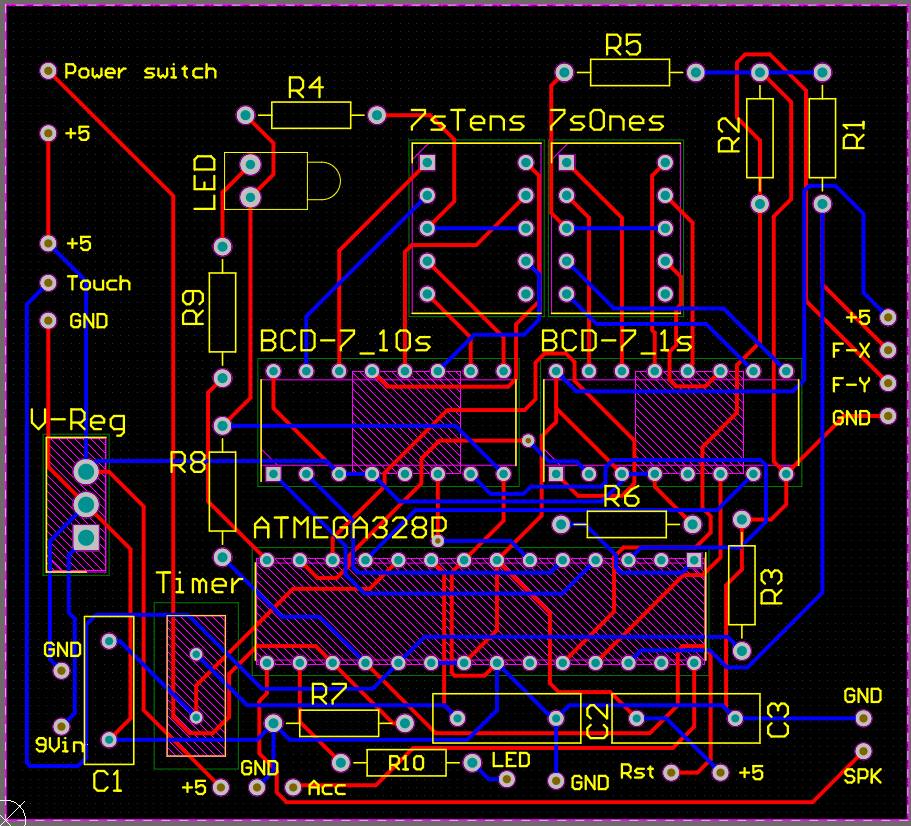 R5
Power switch
R4
7sTens
7sOnes
R2
R1
+5
LED
+5
Touch
R9
GND
+5
BCD-7_10s
BCD-7_1s
F-X
F-Y
V-Reg
GND
R8
R6
ATMEGA328P
Timer
R3
GND
R7
GND
C2
C3
9Vin
R10
LED
C1
GND
Rst
+5
SPK
+5
Acc
GND